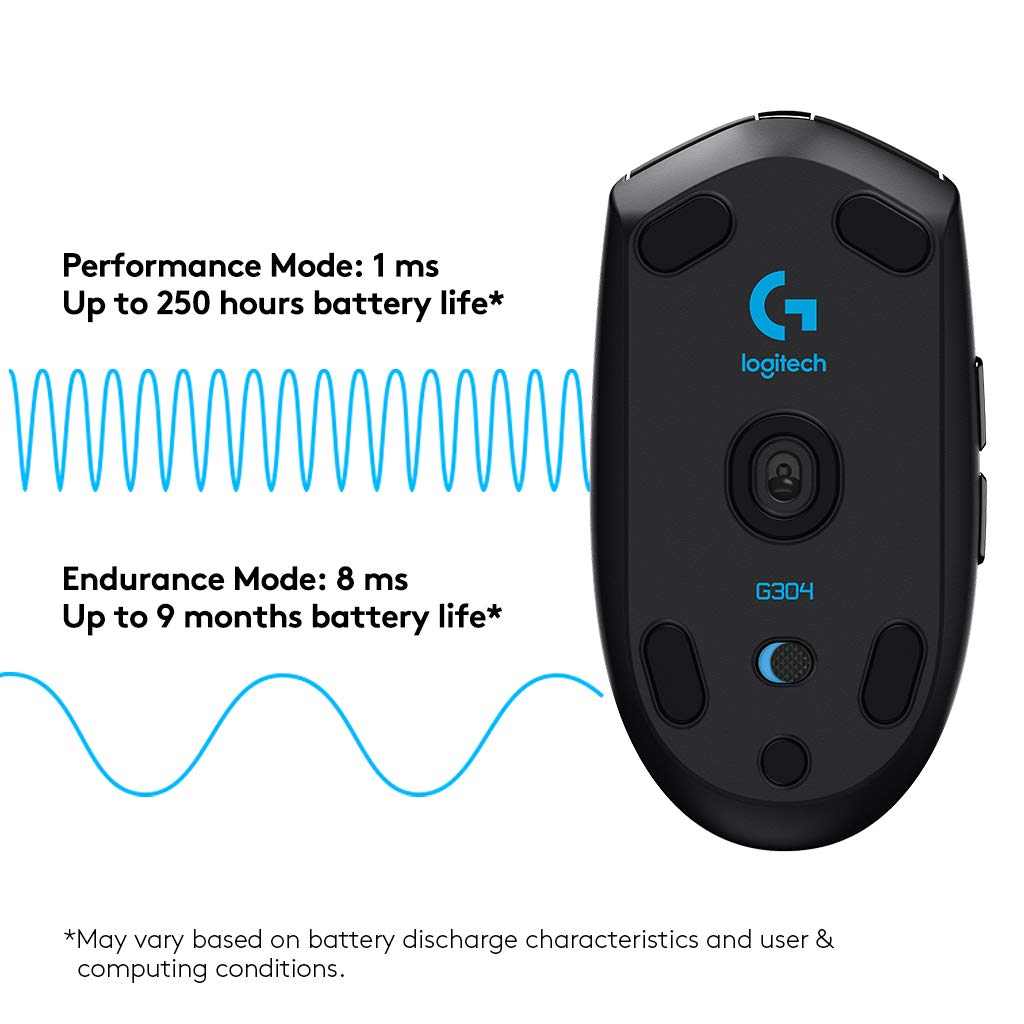 Performance Mode: 1 ms
Up to 250 hours battery life*
Endurance Mode: 8 ms
Up to 9 months battery life*
logitech
G304
*May vary based on battery discharge characteristics and user &
computing conditions.